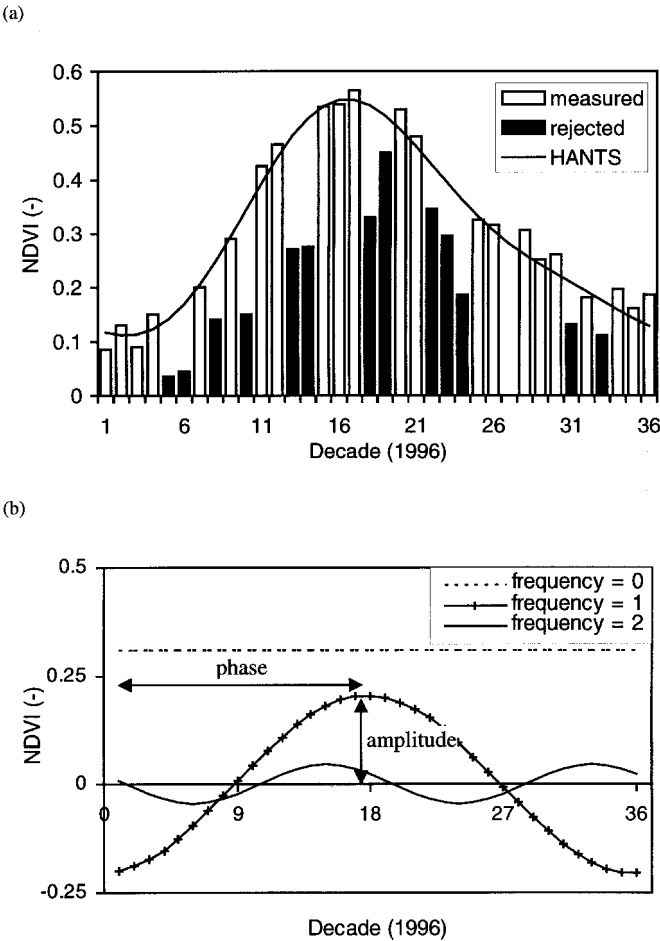 (a)
0.6
0.5
0.4
0.3
0.2
0.1
0
NDVI (-)
measured
rejected
HANTS
1 6 11 16 21 26 31 36
Decade (1996)
(b)
0.5
0.25
0
-0.25
NDVI (-)
frequency = 0
frequency = 1
frequency = 2
phase
amplitude
0 9 18 27 36
Decade (1996)